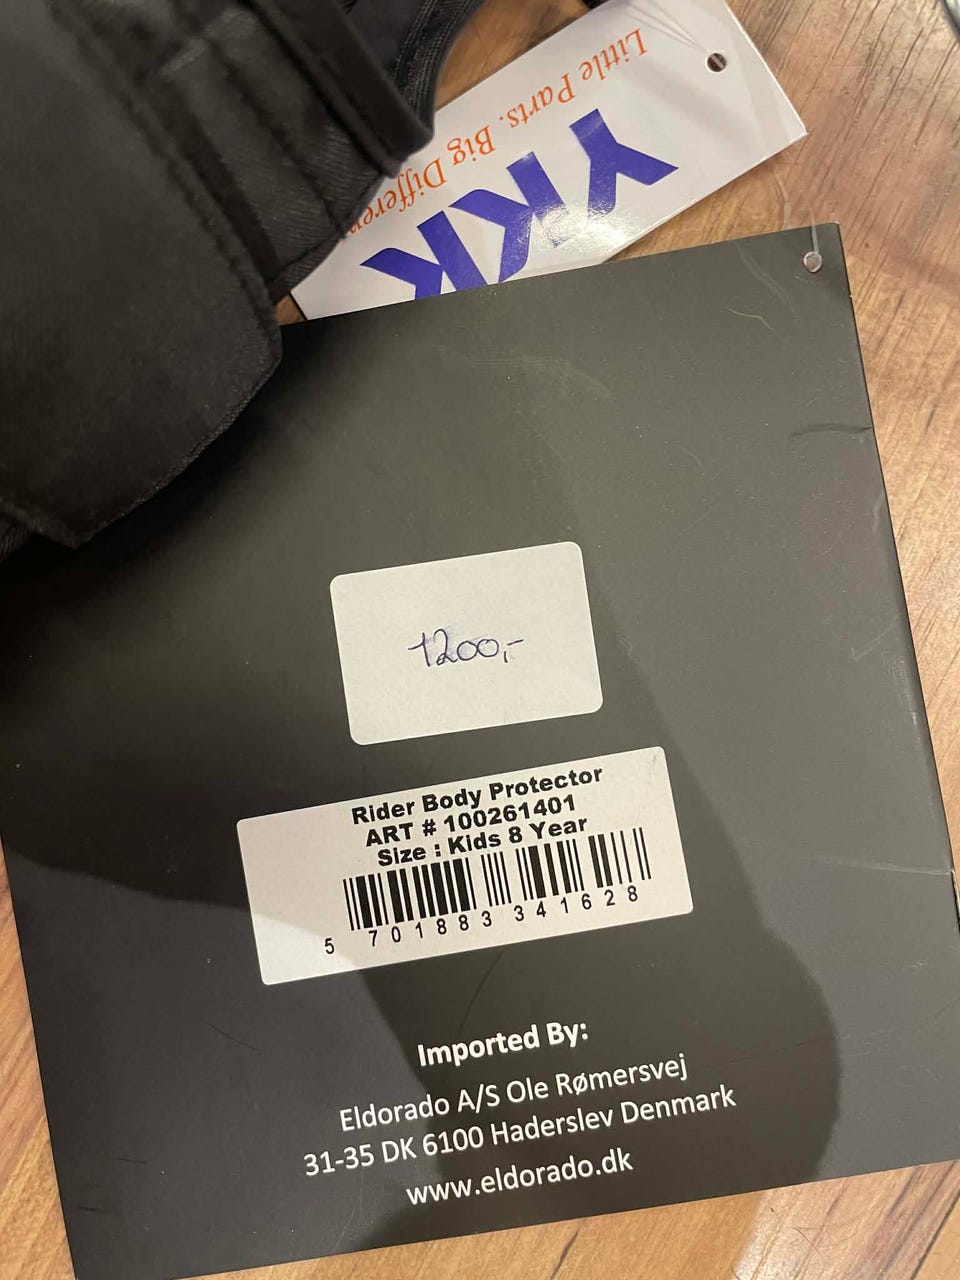 Little Parts. Big
YKK
1200,-
Rider Body Protector
ART # 100261401
Size : Kids 8 Year
5 701883 341628
Imported By:
Eldorado A/S Ole Rømersvej
31-35 DK 6100 Haderslev Denmark
www.eldorado.dk